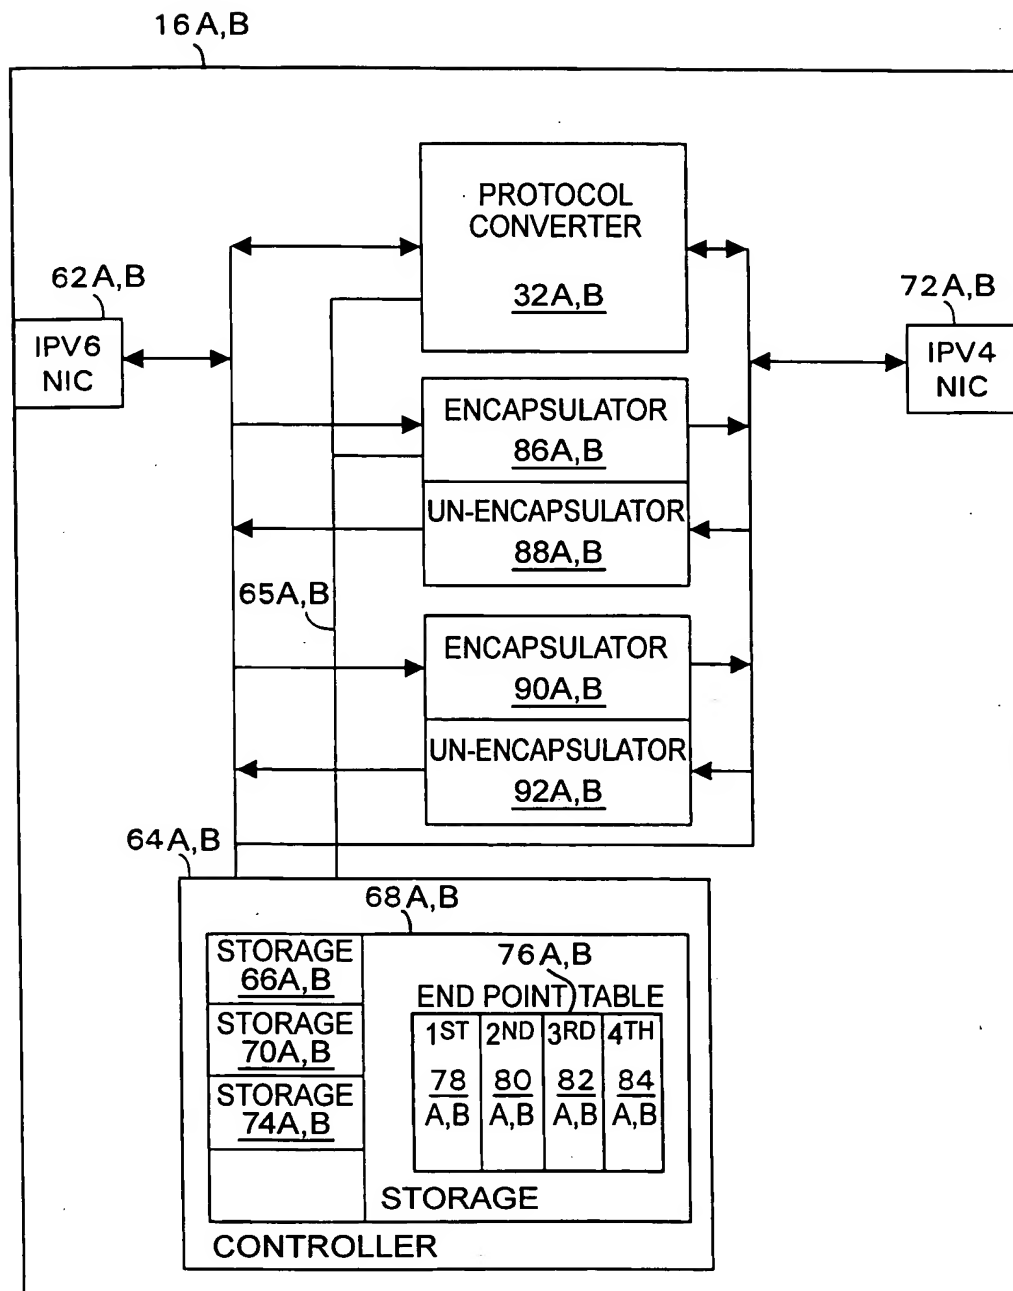 16A,B
PROTOCOL
CONVERTER
32A,B
62A,B
IPV6
NIC
72A,B
IPV4
NIC
ENCAPSULATOR
86A,B
UN-ENCAPSULATOR
88A,B
65A,B
ENCAPSULATOR
90A,B
UN-ENCAPSULATOR
92A,B
64A,B
68A,B
STORAGE
66A,B
STORAGE
70A,B
STORAGE
74A,B
76A,B
END POINT TABLE
1ST 2ND 3RD 4TH
78 80 82 84
A,B A,B A,B A,B
STORAGE
CONTROLLER